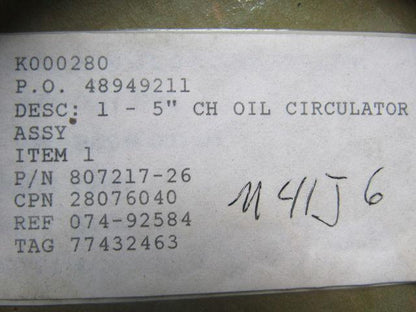 K000280
P.O. 48949211
DESC: 1 - 5" CH OIL CIRCULATOR
ASSY
ITEM 1
P/N 807217-26
CPN 28076040
REF 074-92584
TAG 77432463
M41J6